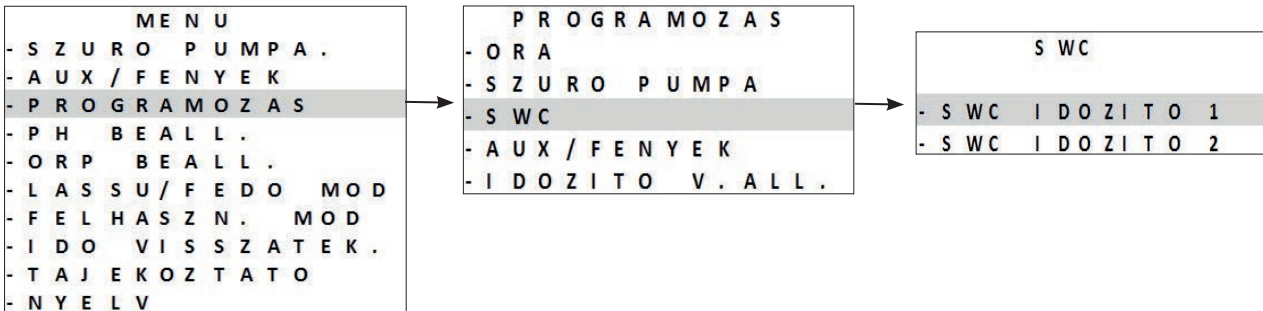 MENU
- SZURO PUMPA.
- AUX/FENYEK
- PROGRAMOZAS
- PH BEALL.
- ORP BEALL.
- LASSU/FEDO MOD
- FELHASZN. MOD
- IDO VISSZATEK.
- TAJEKOZTATO
- NYELV
PROGRAMOZAS
- ORA
- SZURO PUMPA
- SWC
- AUX/FENYEK
- IDOZITO V.ALL.
SWC
- SWC IDOZITO 1
- SWC IDOZITO 2